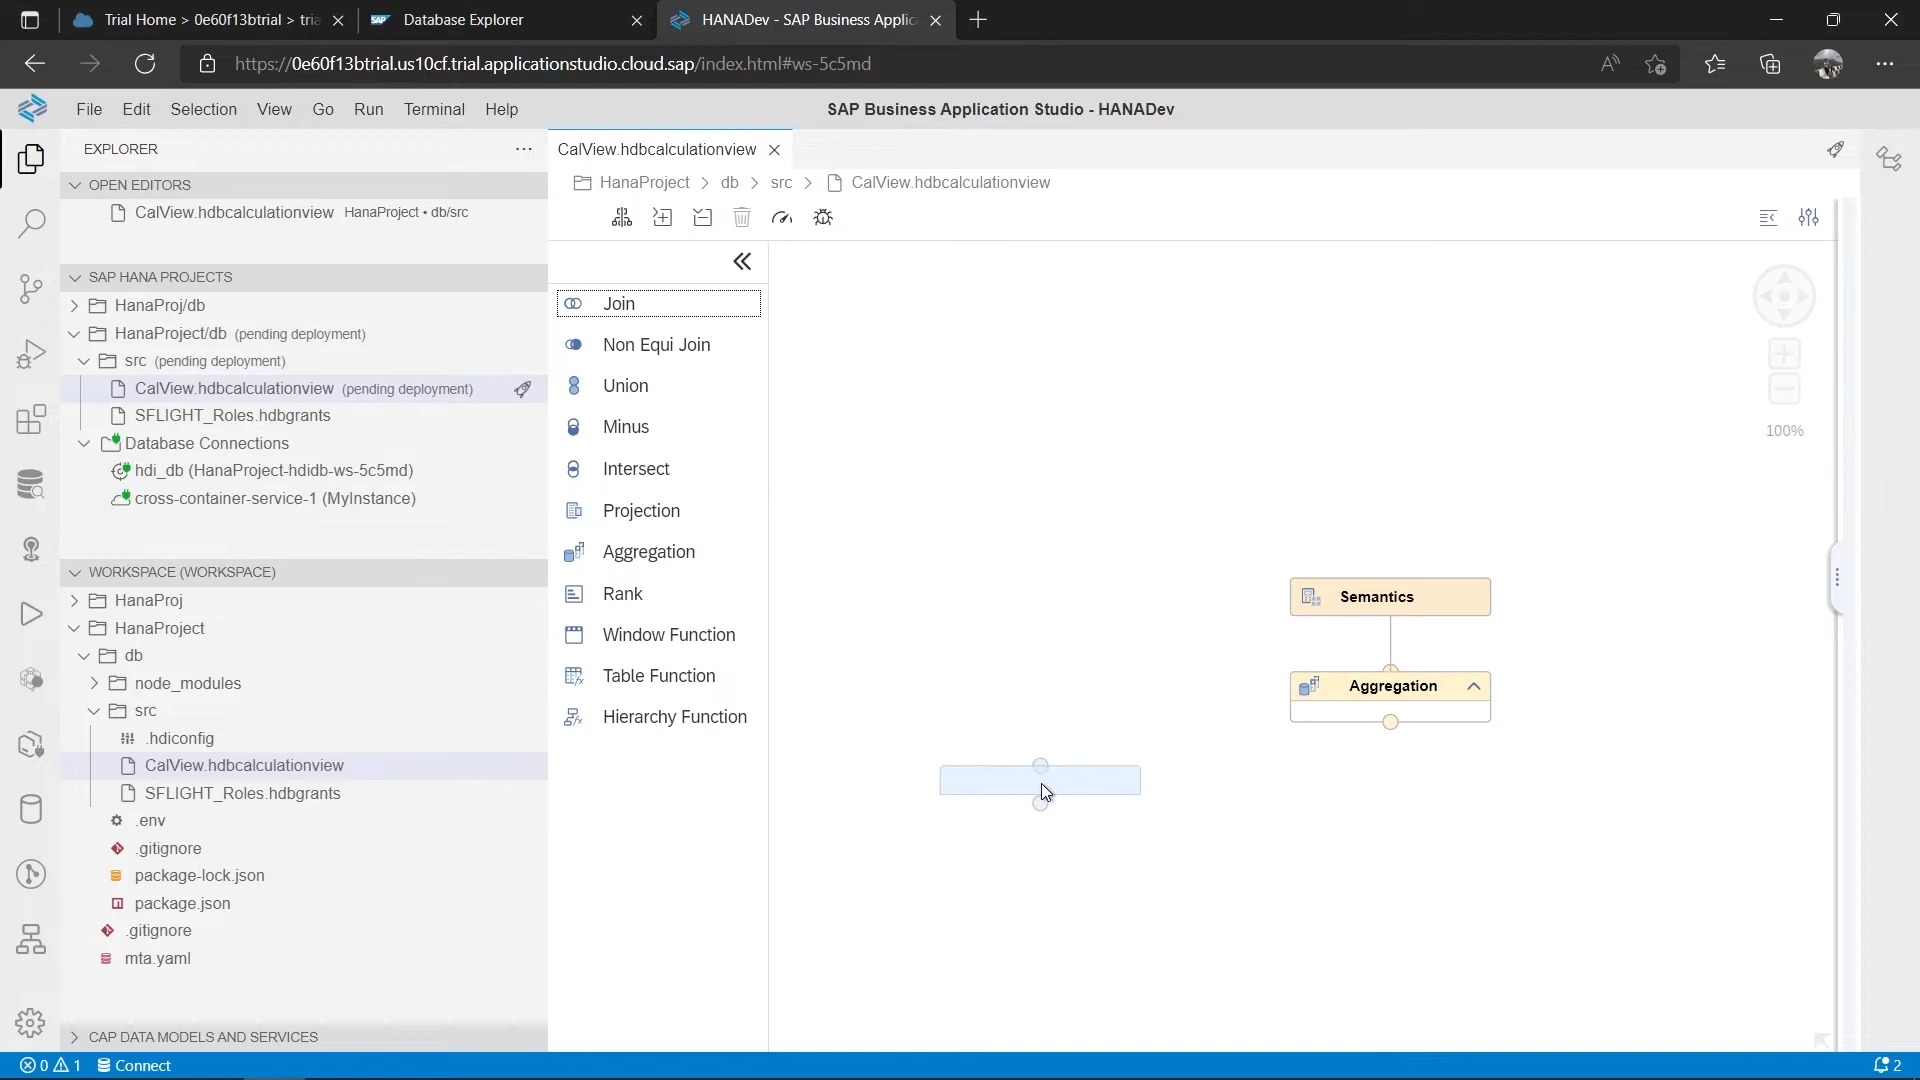 Trial Home > 0e60f13btrial > tria
Database Explorer
HANADev - SAP Business Applic
https://0e60f13btrial.us10cf.trial.applicationstudio.cloud.sap/index.html#ws-5c5md
File Edit Selection View Go Run Terminal Help
SAP Business Application Studio - HANADev
EXPLORER
OPEN EDITORS
CalView.hdbcalculationview HanaProject • db/src
SAP HANA PROJECTS
HanaProj/db
HanaProject/db (pending deployment)
src (pending deployment)
CalView.hdbcalculationview (pending deployment)
SFLIGHT_Roles.hdbgrants
Database Connections
hdi_db (HanaProject-hdidb-ws-5c5md)
cross-container-service-1 (MyInstance)
WORKSPACE (WORKSPACE)
HanaProj
HanaProject
db
node_modules
src
.hdiconfig
CalView.hdbcalculationview
SFLIGHT_Roles.hdbgrants
.env
.gitignore
package-lock.json
package.json
.gitignore
mta.yaml
CAP DATA MODELS AND SERVICES
CalView.hdbcalculationview
HanaProject > db > src > CalView.hdbcalculationview
Join
Non Equi Join
Union
Minus
Intersect
Projection
Aggregation
Rank
Window Function
Table Function
Hierarchy Function
100%
Semantics
Aggregation
0 1 Connect
2